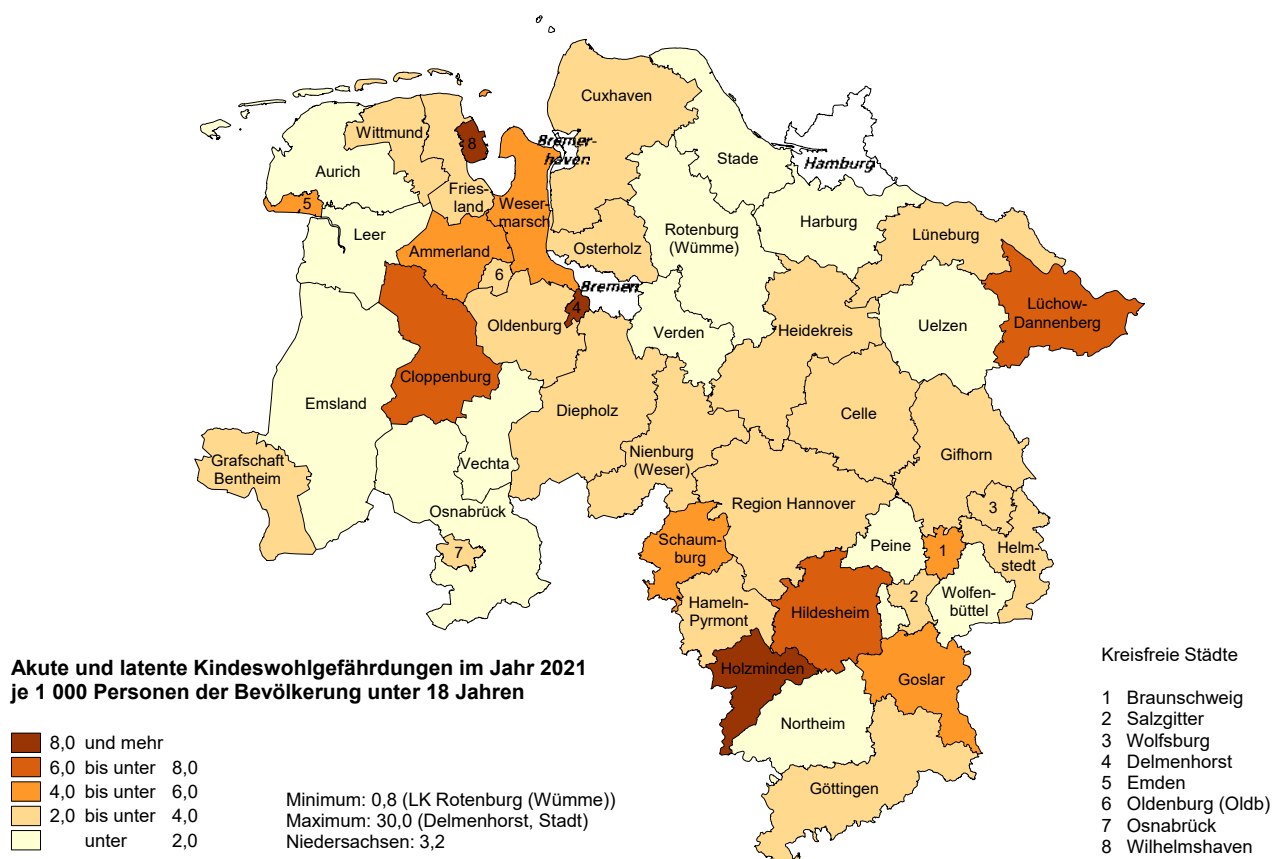 Cuxhaven
Wittmund
8
Bremer-
haven
Stade
Hamburg
Aurich
Fries-
land
Weser-
marsch
5
Leer
Rotenburg
(Wümme)
Harburg
Lüneburg
Osterholz
Ammerland
6
Bremen
4
Oldenburg
Verden
Heidekreis
Uelzen
Lüchow-
Dannenberg
Cloppenburg
Emsland
Diepholz
Celle
Grafschaft
Bentheim
Vechta
Nienburg
(Weser)
Gifhorn
Osnabrück
Region Hannover
3
7
Schaum-
burg
Peine
1
Helm-
stedt
Hameln-
Pyrmont
Hildesheim
2
Wolfen-
büttel
Holzminden
Goslar
Northeim
Göttingen
Akute und latente Kindeswohlgefährdungen im Jahr 2021
je 1 000 Personen der Bevölkerung unter 18 Jahren
8,0 und mehr
6,0 bis unter 8,0
4,0 bis unter 6,0
2,0 bis unter 4,0
unter 2,0
Minimum: 0,8 (LK Rotenburg (Wümme))
Maximum: 30,0 (Delmenhorst, Stadt)
Niedersachsen: 3,2
Kreisfreie Städte
1 Braunschweig
2 Salzgitter
3 Wolfsburg
4 Delmenhorst
5 Emden
6 Oldenburg (Oldb)
7 Osnabrück
8 Wilhelmshaven